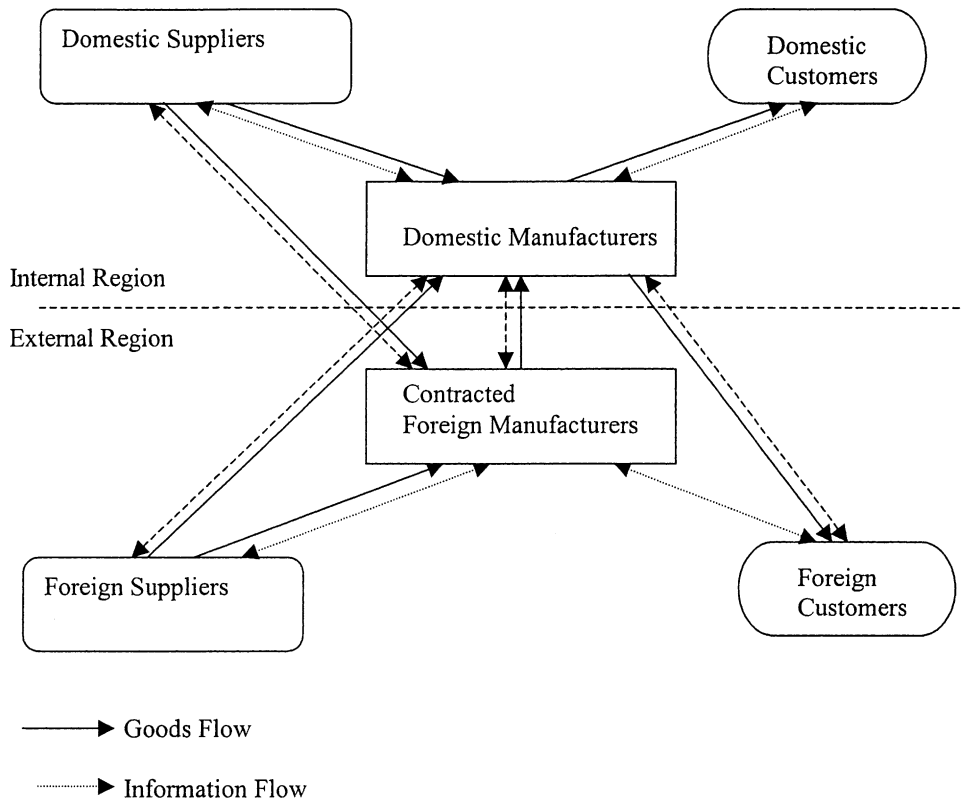 Domestic Suppliers
Domestic
Customers
Domestic Manufacturers
Internal Region
External Region
Contracted
Foreign Manufacturers
Foreign Suppliers
Foreign
Customers
Goods Flow
Information Flow